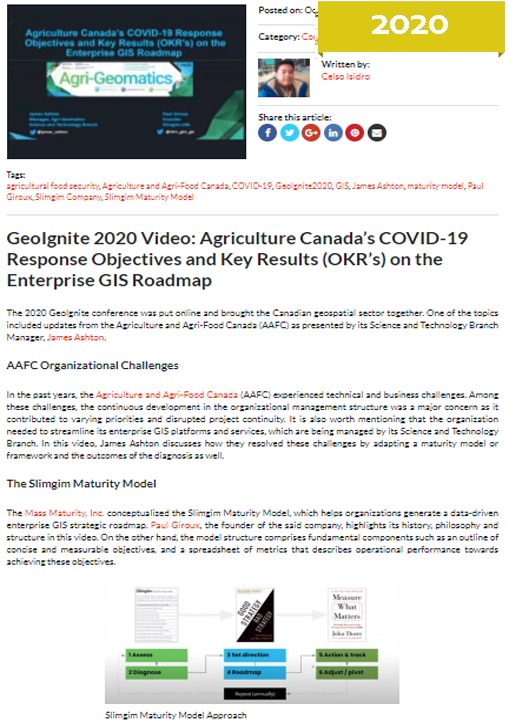 Agriculture Canada's COVID-19 Response
Objectives and Key Results (OKR's) on the
Enterprise GIS Roadmap
Agri-Geomatics
James Ashton
Manager, Agri-Geomatics
Science and Technology Branch
@james_ashton
Paul Giroux
Founder
Slimgim.info
Posted on:
2020
Category:
Written by:
Celso Isidro
Share this article:
Tags:
agricultural food security, Agriculture and Agri-Food Canada, COVID-19, GeoIgnite2020, GIS, James Ashton, maturity model, Paul
Giroux, Slimgim Company, Slimgim Maturity Model
GeoIgnite 2020 Video: Agriculture Canada's COVID-19
Response Objectives and Key Results (OKR's) on the
Enterprise GIS Roadmap
The 2020 GeoIgnite conference was put online and brought the Canadian geospatial sector together. One of the topics
included updates from the Agriculture and Agri-Food Canada (AAFC) as presented by its Science and Technology Branch
Manager, James Ashton.
AAFC Organizational Challenges
In the past years, the Agriculture and Agri-Food Canada (AAFC) experienced technical and business challenges. Among
these challenges, the continuous development in the organizational management structure was a major concern as it
contributed to varying priorities and disrupted project continuity. It is also worth mentioning that the organization
needed to streamline its enterprise GIS platforms and services, which are being managed by its Science and Technology
Branch. In this video, James Ashton discusses how they resolved these challenges by adapting a maturity model or
framework and the outcomes of the diagnosis as well.
The Slimgim Maturity Model
The Mass Maturity, Inc. conceptualized the Slimgim Maturity Model, which helps organizations generate a data-driven
enterprise GIS strategic roadmap. Paul Giroux, the founder of the said company, highlights its history, philosophy and
structure in this video. On the other hand, the model structure comprises fundamental components such as an outline of
concise and measurable objectives, and a spreadsheet of metrics that describes operational performance towards
achieving these objectives.
GOOD
STRATEGY
BAD
STRATEGY
Measure
What
Matters
John Doerr
1 Assess
3 Set direction
5 Action & track
2 Diagnose
4 Roadmap
6 Adjust / pivot
Repeat (annually)
Slimgim Maturity Model Approach